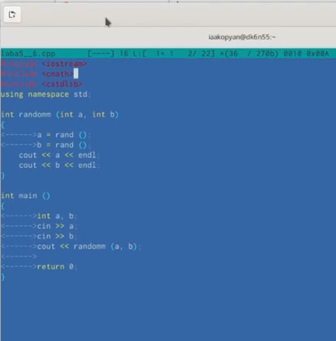 iaakopyan@dk6n55:~
laba5__6.cpp [----] 16 L:[ 1+ 1 2/ 22] *(36 / 270b) 0010 0x00A
#include <iostream>
#include <cmath>
#include <cstdlib>
using namespace std;
int randomm (int a, int b)
{
<------>a = rand ();
<------>b = rand ();
cout << a << endl;
cout << b << endl;
}
int main ()
{
<------>int a, b;
<------>cin >> a;
<------>cin >> b;
<------>cout << randomm (a, b);
<------>
<------>return 0;
}